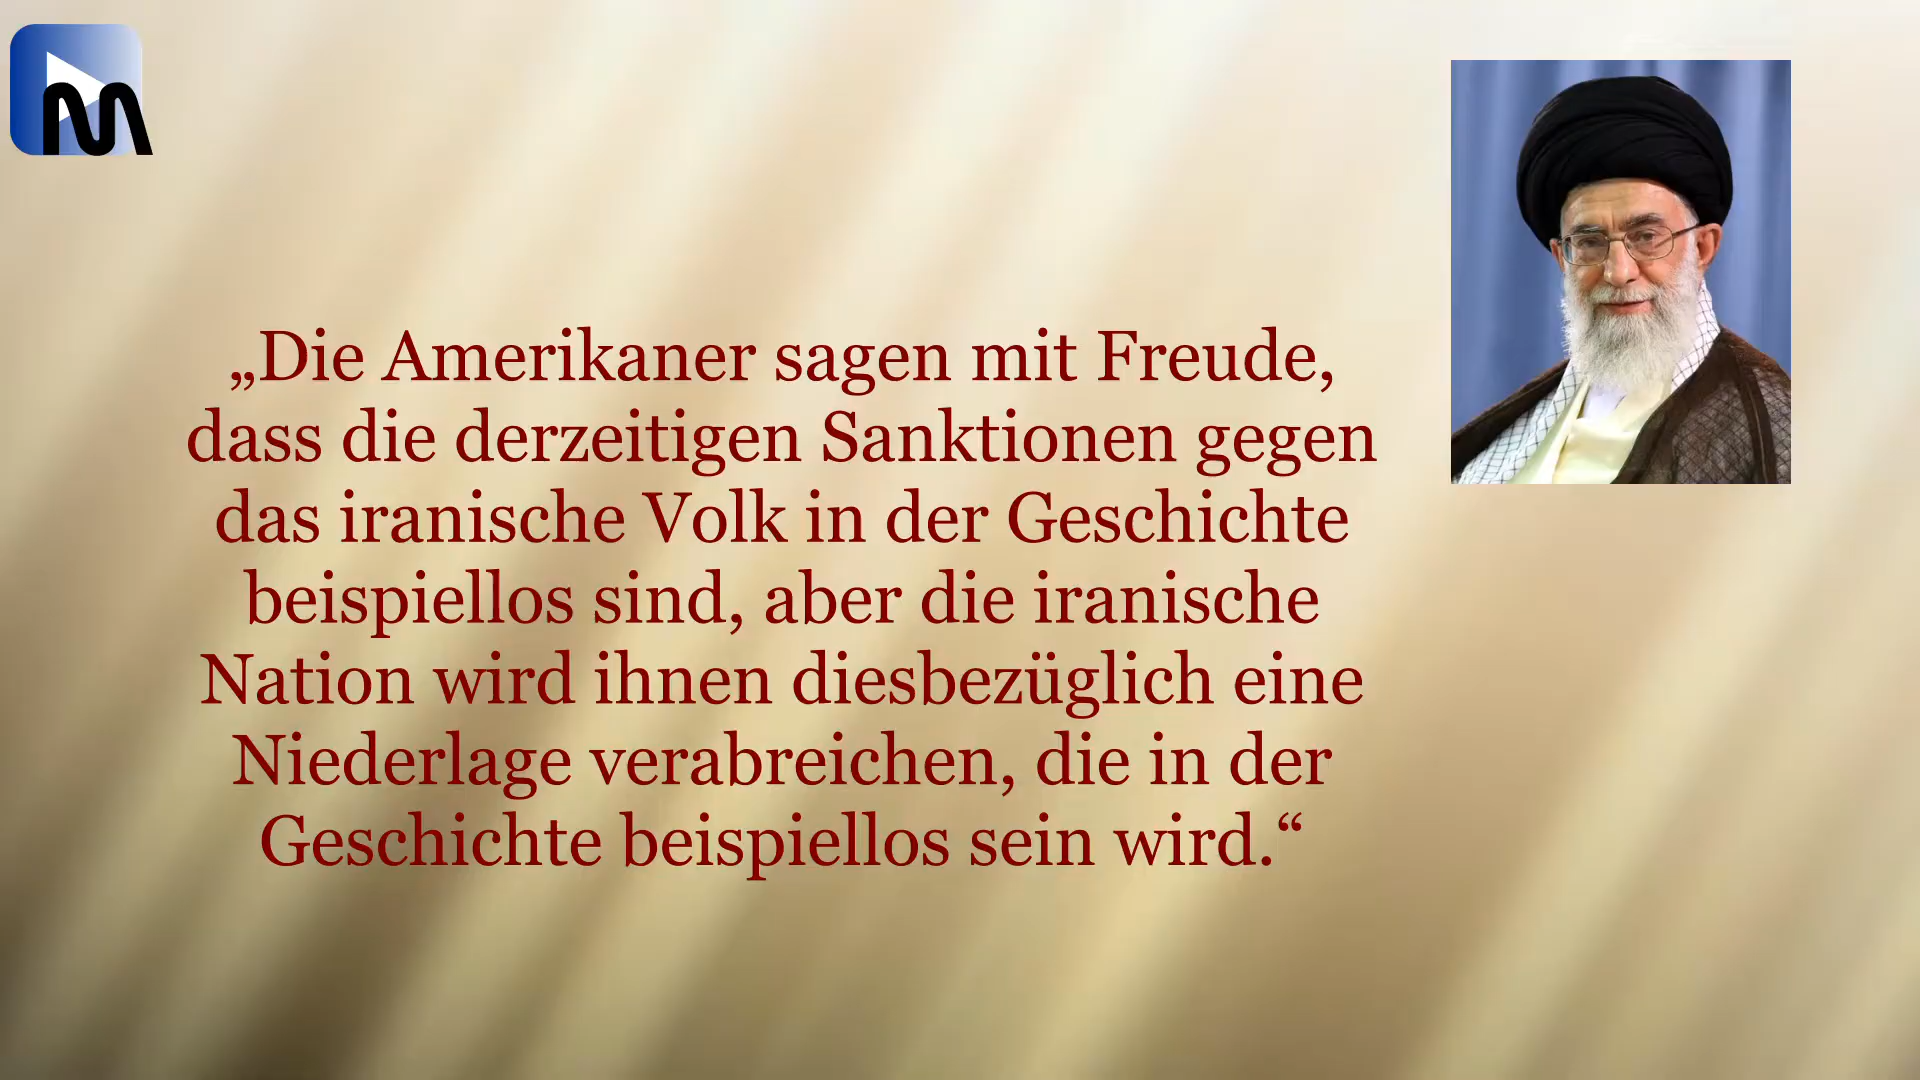 „Die Amerikaner sagen mit Freude,
dass die derzeitigen Sanktionen gegen
das iranische Volk in der Geschichte
beispiellos sind, aber die iranische
Nation wird ihnen diesbezüglich eine
Niederlage verabreichen, die in der
Geschichte beispiellos sein wird.“